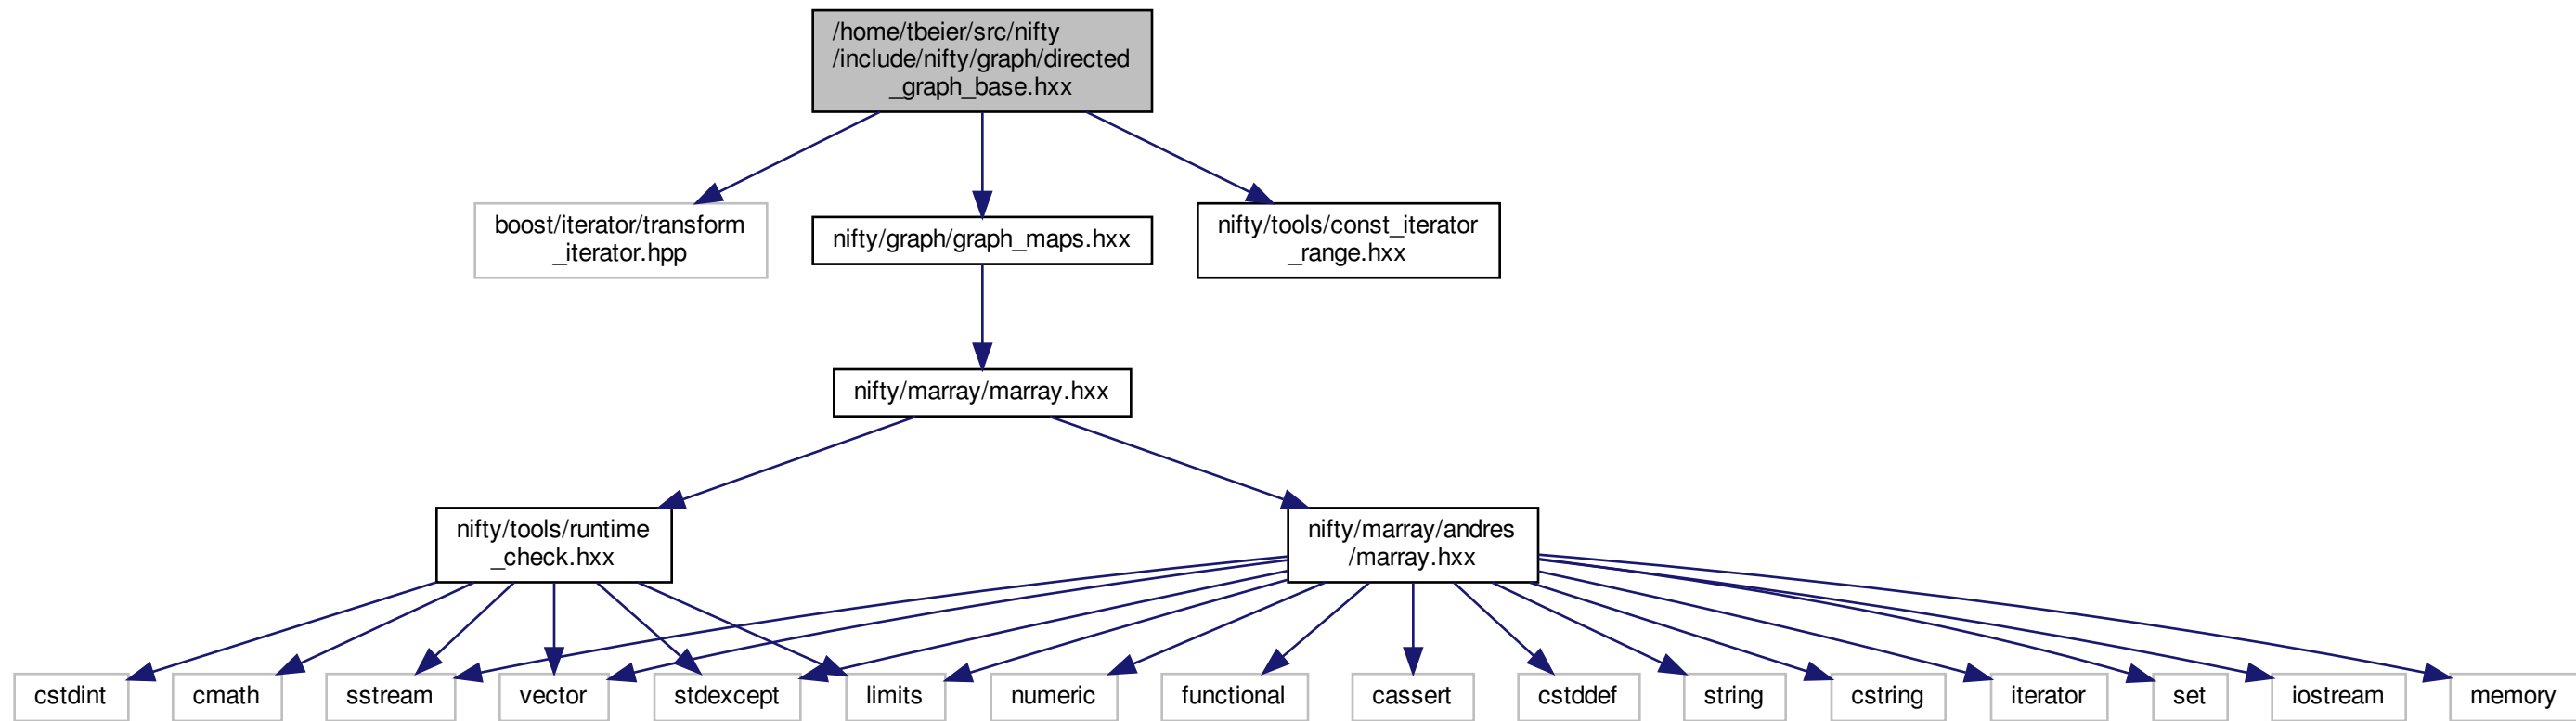 /home/tbeier/src/nifty
/include/nifty/graph/directed
_graph_base.hxx
boost/iterator/transform
_iterator.hpp
nifty/graph/graph_maps.hxx
nifty/tools/const_iterator
_range.hxx
nifty/marray/marray.hxx
nifty/tools/runtime
_check.hxx
nifty/marray/andres
/marray.hxx
cstdint
cmath
sstream
vector
stdexcept
limits
numeric
functional
cassert
cstddef
string
cstring
iterator
set
iostream
memory